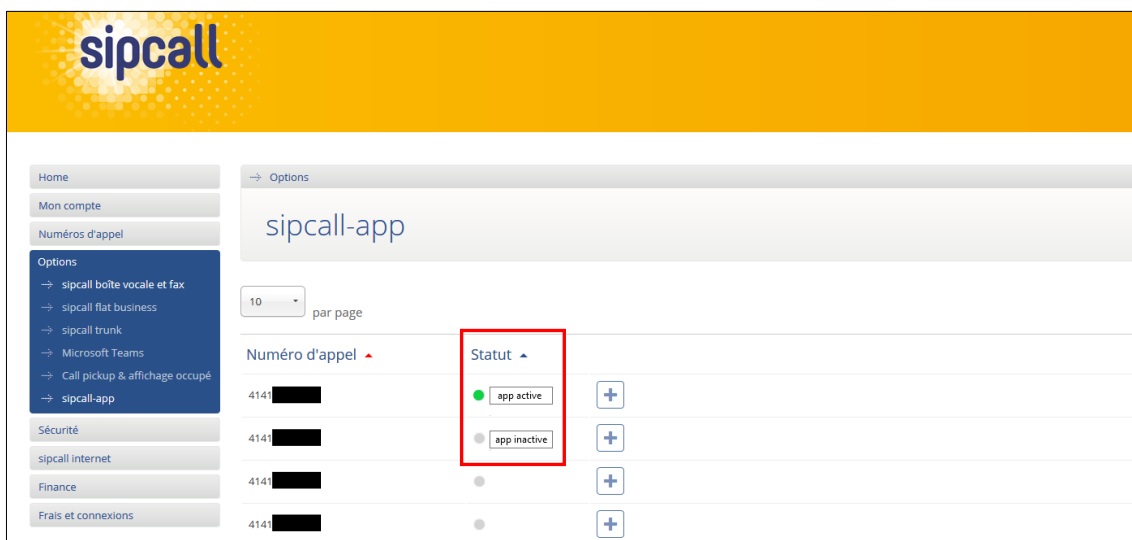 sipcall
Home
Mon compte
Numéros d'appel
Options
sipcall boîte vocale et fax
sipcall flat business
sipcall trunk
Microsoft Teams
Call pickup & affichage occupé
sipcall-app
Sécurité
sipcall internet
Finance
Frais et connexions
Options
sipcall-app
10 par page
Numéro d'appel Statut
4141 app active
4141 app inactive
4141
4141